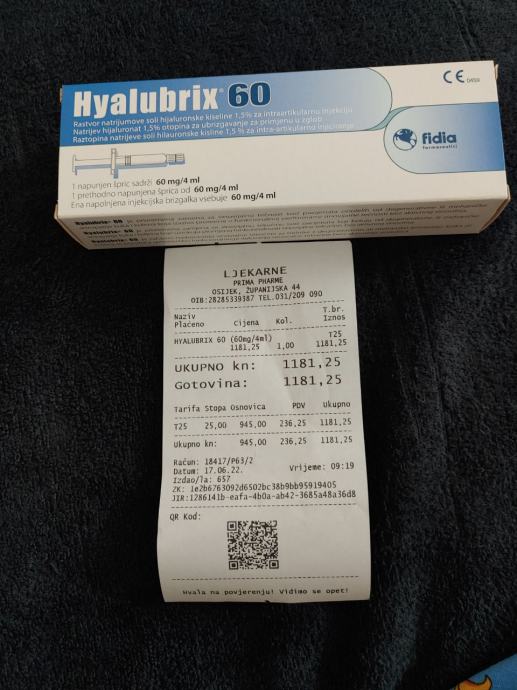 Hyalubrix® 60
CE 0459
Rastvor natrijumove soli hijaluronske kiseline 1,5 % za intraartikularnu injekciju
Natrijev hijaluronat 1,5% otopina za ubrizgavanje za primjenu u zglob
Raztopina natrijeve soli hialuronske kisline 1,5 % za intra-artikularno injiciranje
fidia
farmaceutici
1 napunjen špric sadrži 60 mg/4 ml
1 prethodno napunjena šprica od 60 mg/4 ml
Ena napolnjena injekcijska brizgalka vsebuje 60 mg/4 ml
LJEKARNE
PRIMA PHARME
OSIJEK, ŽUPANIJSKA 44
OIB:28285339387 TEL.031/209 090
Naziv T.br.
Plaćeno Cijena Kol. Iznos
HYALUBRIX 60 (60mg/4ml) T25
1181,25 1,00 1181,25
UKUPNO kn: 1181,25
Gotovina: 1181,25
Tarifa Stopa Osnovica PDV Ukupno
T25 25,00 945,00 236,25 1181,25
Ukupno kn: 945,00 236,25 1181,25
Račun: 18417/P63/2
Datum: 17.06.22. Vrijeme: 09:19
Izdao/la: 657
ZK: 1e2b6763092d6502bc38b9bb95919405
JIR:1286141b-eafa-4b0a-ab42-3685a48a36d8
QR Kod:
Hvala na povjerenju! Vidimo se opet!